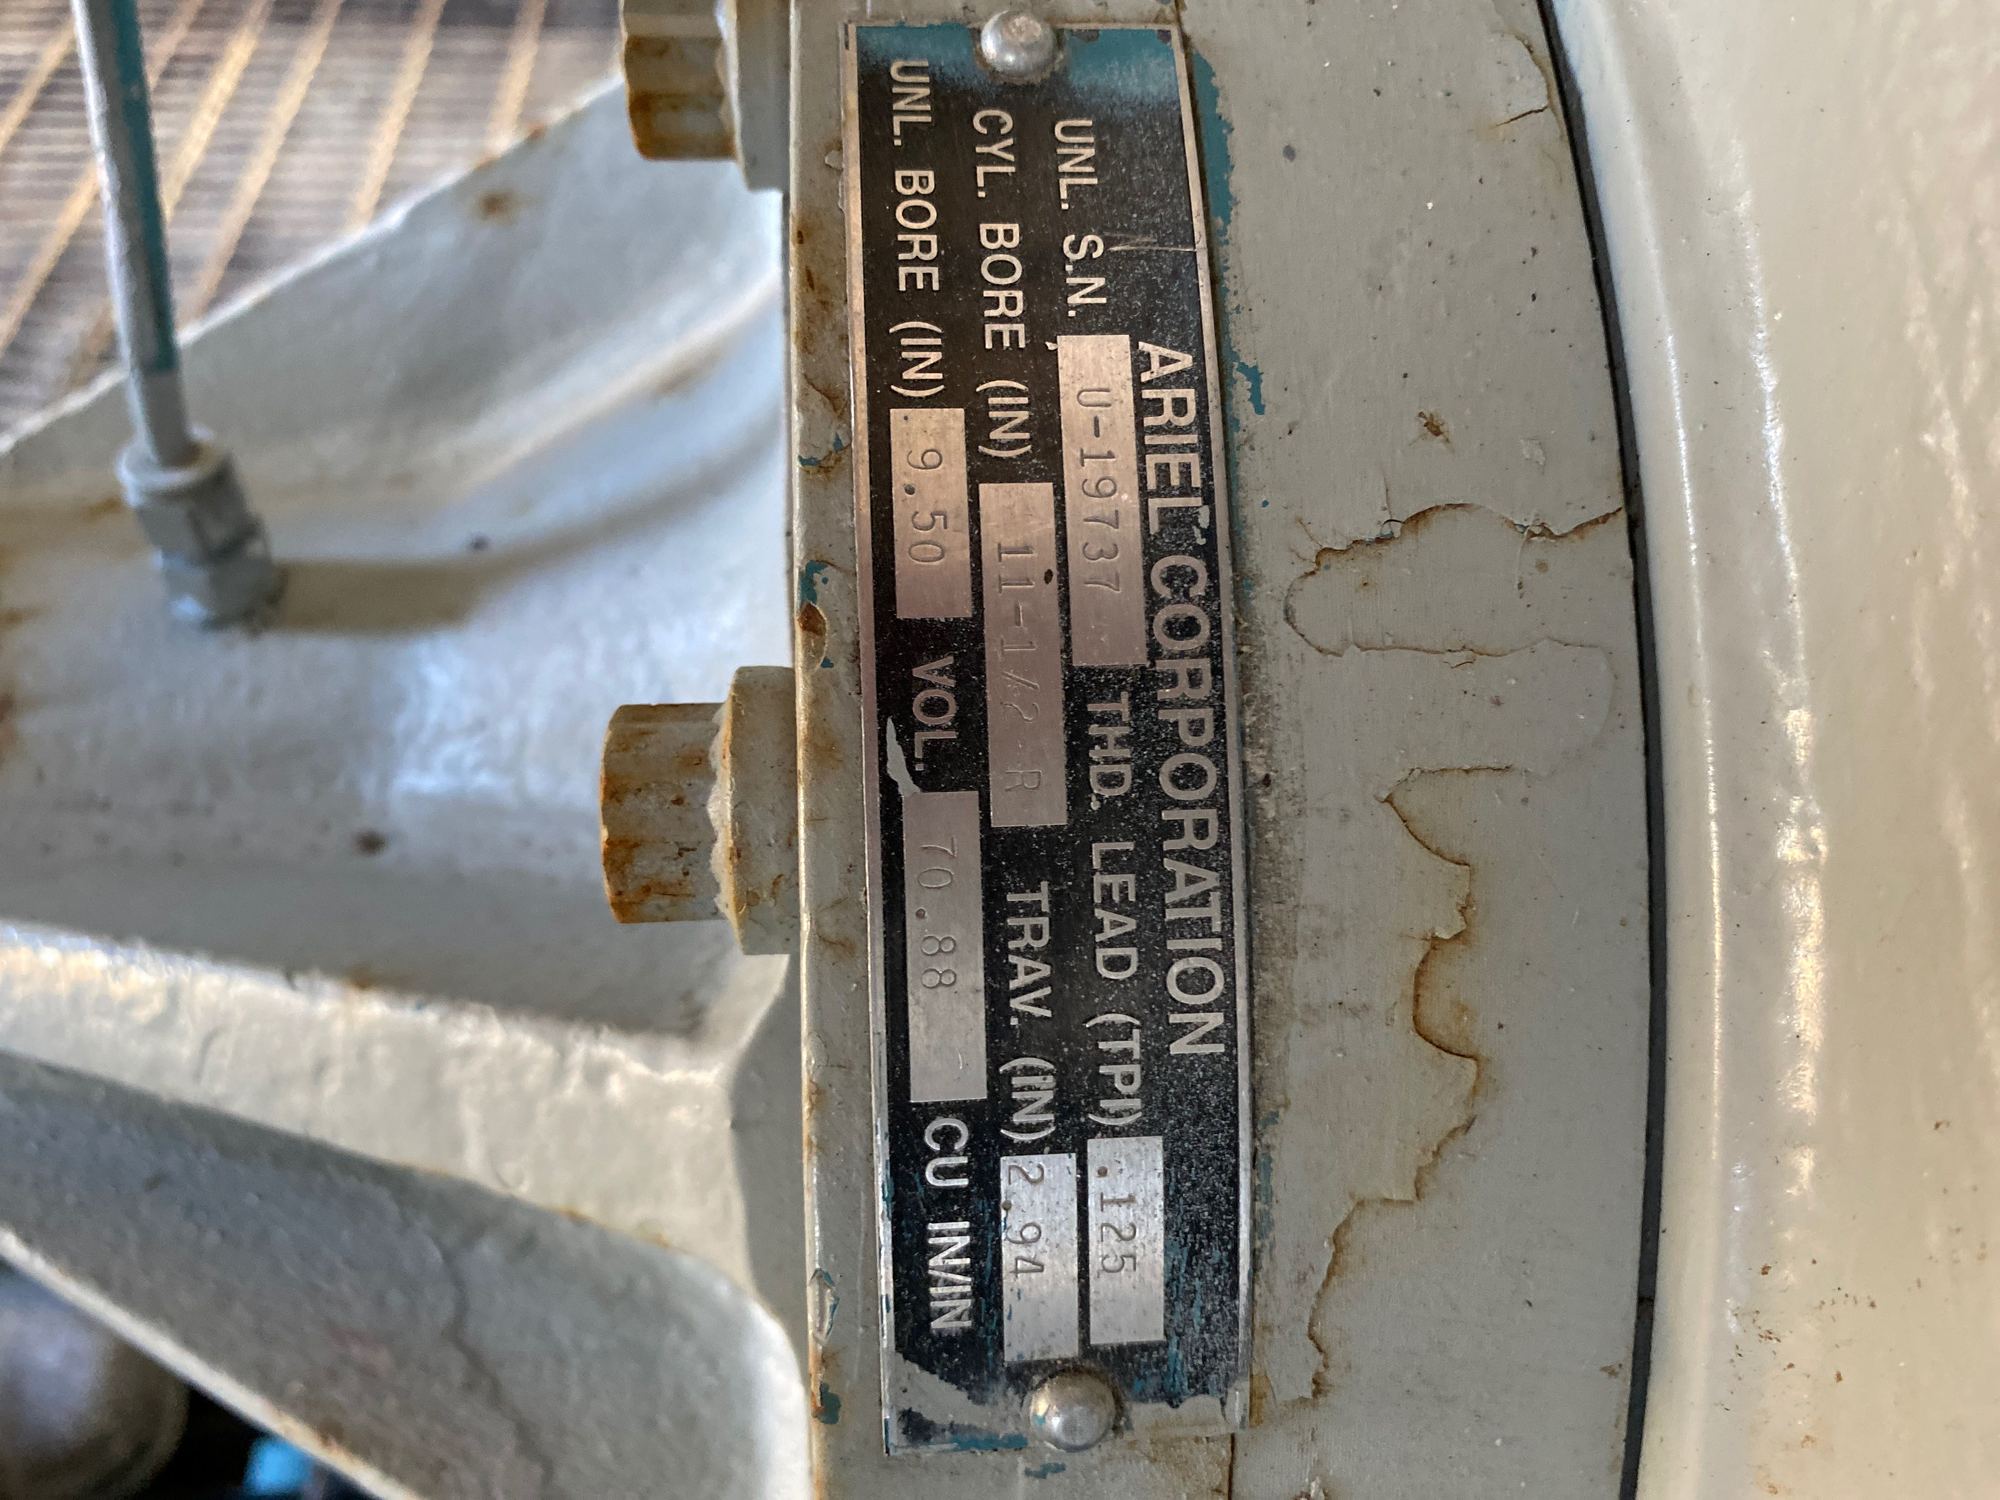 ARIEL CORPORATION
UNL. S.N. U-19737 THD. LEAD (TPI) .125
CYL. BORE (IN) 11-1/2 R TRAV. (IN) 2.94
UNL. BORE (IN) 9.50 VOL. 70.88 CU IN/IN